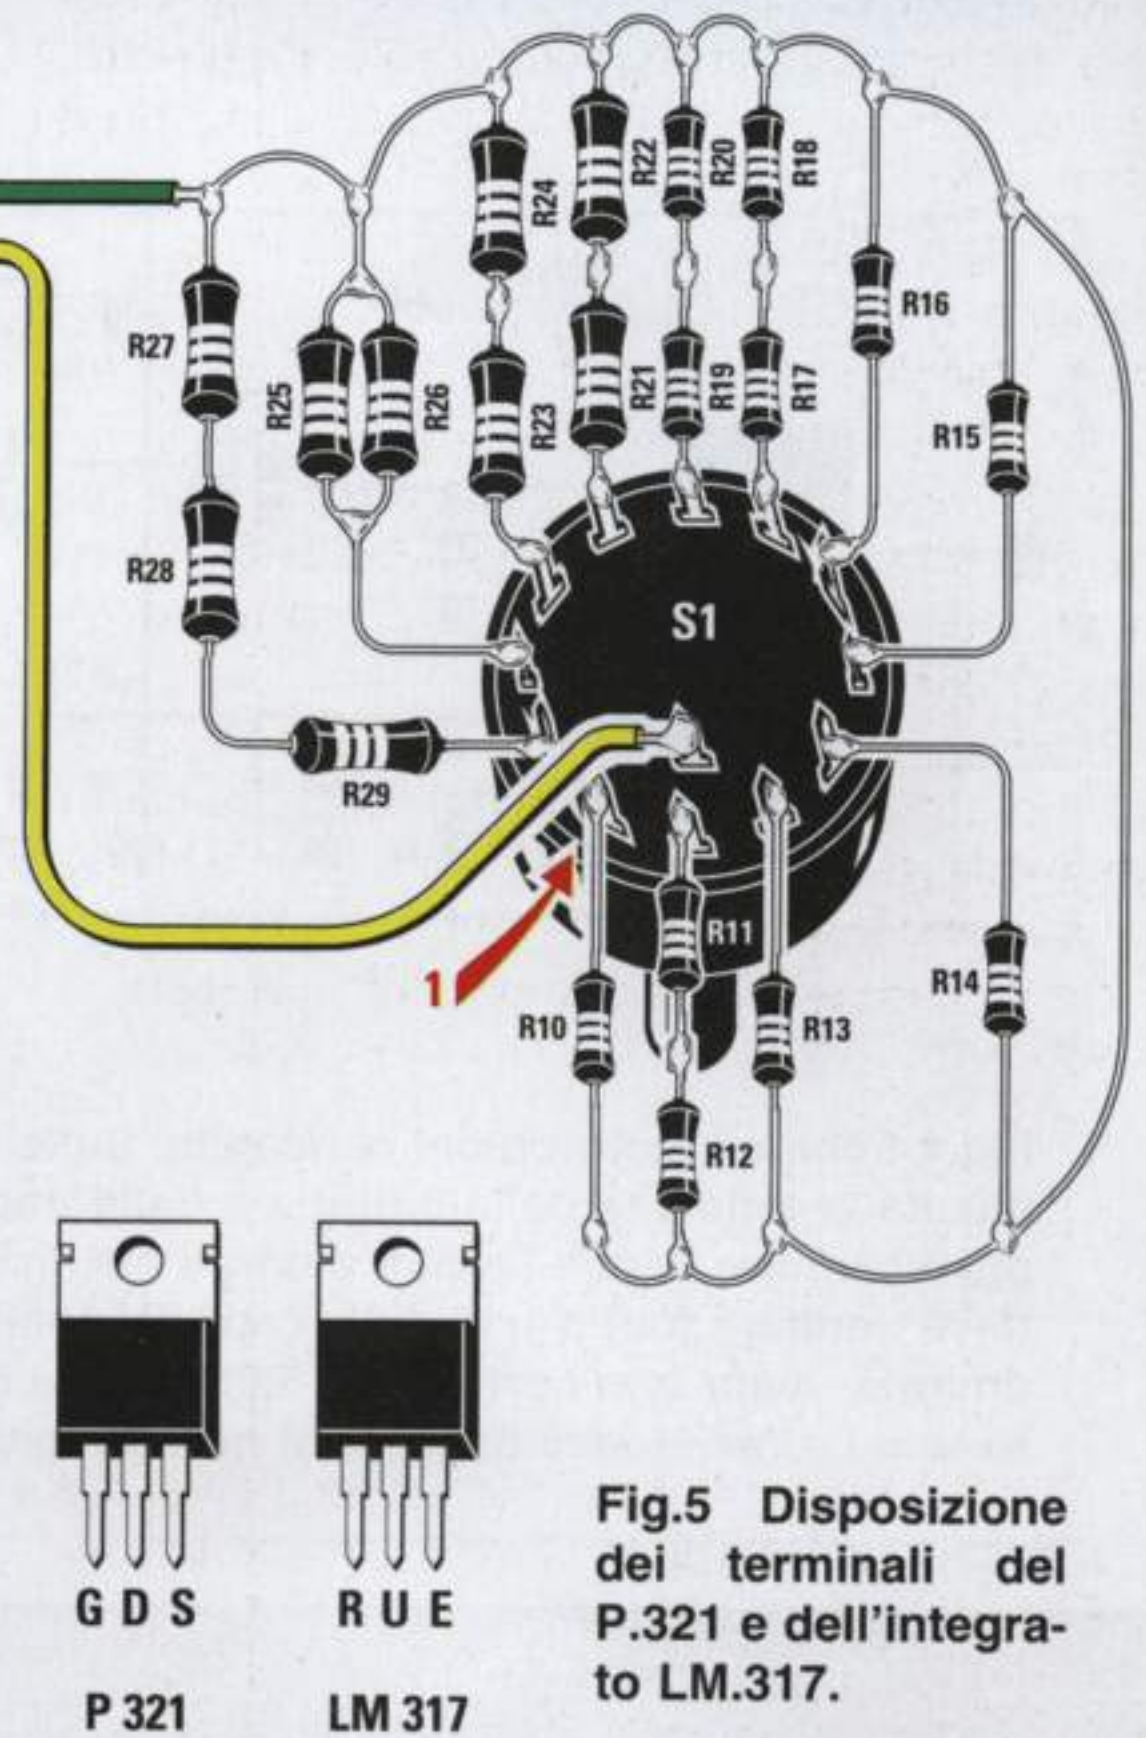 R24
R22
R20
R18
R27
R25
R26
R23
R21
R19
R17
R16
R15
R28
S1
R29
1
R11
R10
R13
R14
R12
G D S
R U E
P 321
LM 317
Fig.5 Disposizione
dei terminali del
P.321 e dell'integra-
to LM.317.